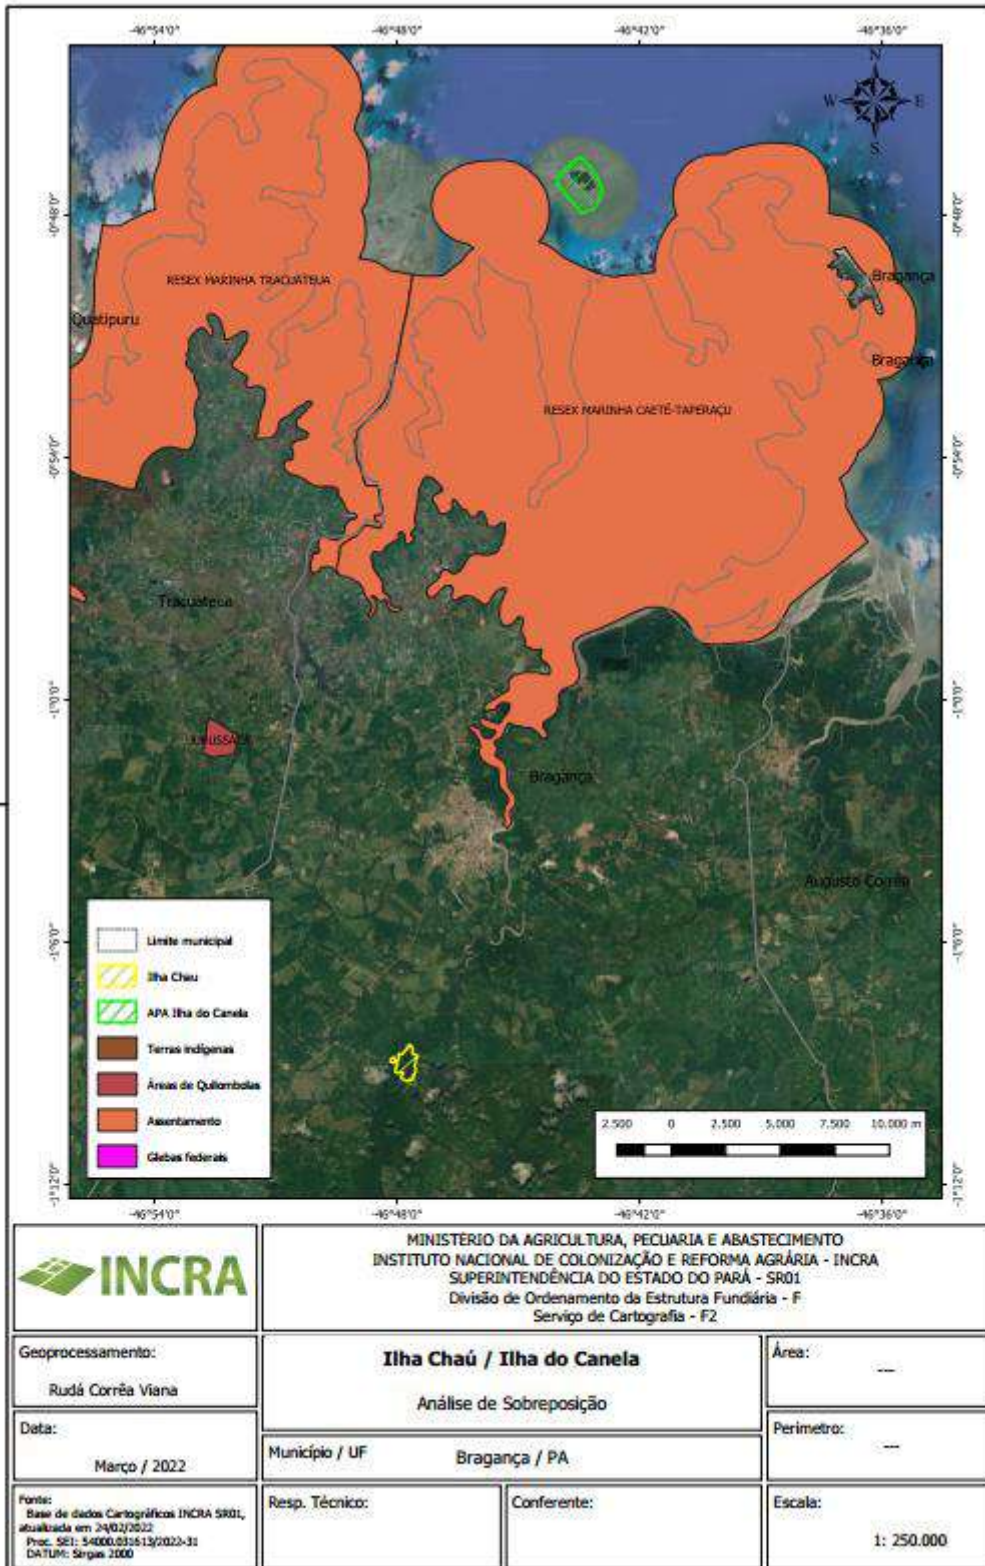 -46°54'0"
-46°48'0"
-46°42'0"
-46°36'0"
N
W
E
S
-0°48'0"
-0°48'0"
RESEX MARINHA TRACUATEUA
Bragança
Quatipuru
Bragança
RESEX MARINHA CAETÉ-TAPERAÇU
-0°54'0"
-0°54'0"
Tracuateua
-1°0'0"
-1°0'0"
Bragança
Augusto Corrêa
-1°6'0"
-1°6'0"
Limite municipal
Ilha Chau
APA Ilha do Canela
Terras indígenas
Áreas de Quilombolas
Assentamento
Glebas federais
2.500 0 2.500 5.000 7.500 10.000 m
-1°12'0"
-1°12'0"
-46°54'0"
-46°48'0"
-46°42'0"
-46°36'0"
INCRA
MINISTÉRIO DA AGRICULTURA, PECUARIA E ABASTECIMENTO
INSTITUTO NACIONAL DE COLONIZAÇÃO E REFORMA AGRÁRIA - INCRA
SUPERINTENDÊNCIA DO ESTADO DO PARÁ - SR01
Divisão de Ordenamento da Estrutura Fundiária - F
Serviço de Cartografia - F2
Geoprocessamento:
Rudá Corrêa Viana
Ilha Chaú / Ilha do Canela
Análise de Sobreposição
Área:
---
Data:
Março / 2022
Município / UF
Bragança / PA
Perimetro:
---
Fonte:
Base de dados Cartográficos INCRA SR01,
atualizada em 24/02/2022
Proc. SEI: 54000.031613/2022-31
DATUM: Sirgas 2000
Resp. Técnico:
Conferente:
Escala:
1: 250.000